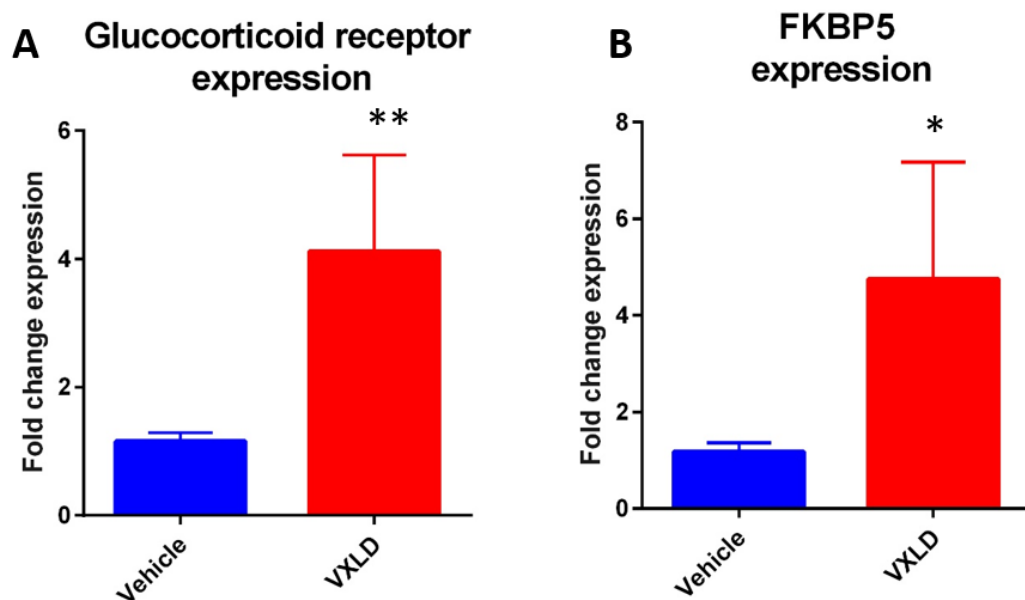 A
Glucocorticoid receptor
expression
**
Fold change expression
6
4
2
0
Vehicle
VXLD
B
FKBP5
expression
*
Fold change expression
8
6
4
2
0
Vehicle
VXLD